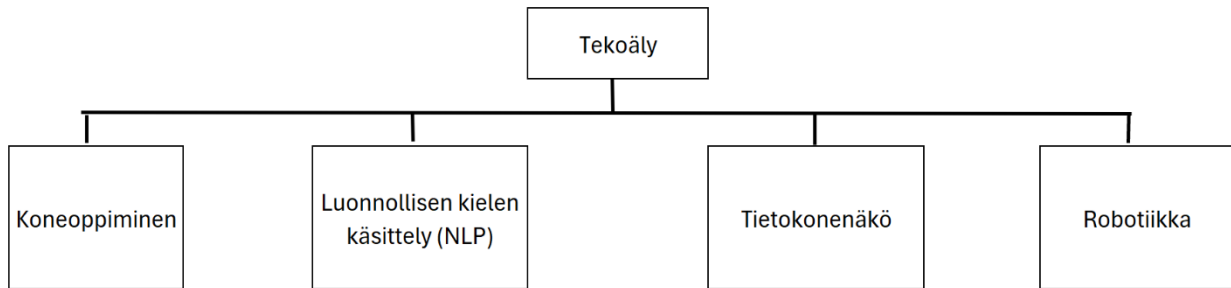 Tekoäly
Koneoppiminen
Luonnollisen kielen
käsittely (NLP)
Tietokonenäkö
Robotiikka